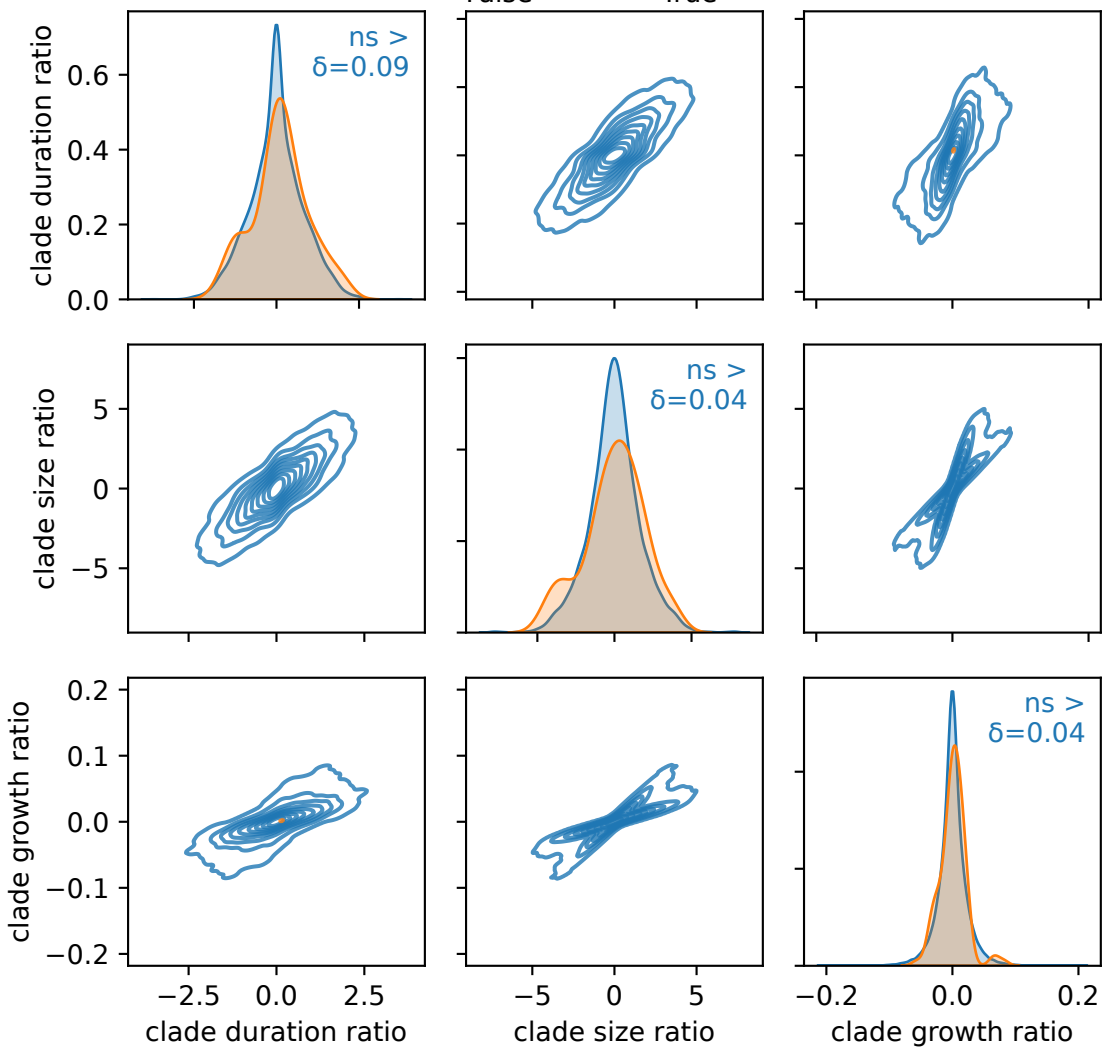 clade duration ratio
0.6
0.4
0.2
0.0
ns >
δ=0.09
clade size ratio
5
0
−5
ns >
δ=0.04
clade growth ratio
0.2
0.1
0.0
−0.1
−0.2
ns >
δ=0.04
−2.5 0.0 2.5
clade duration ratio
−5 0 5
clade size ratio
−0.2 0.0 0.2
clade growth ratio